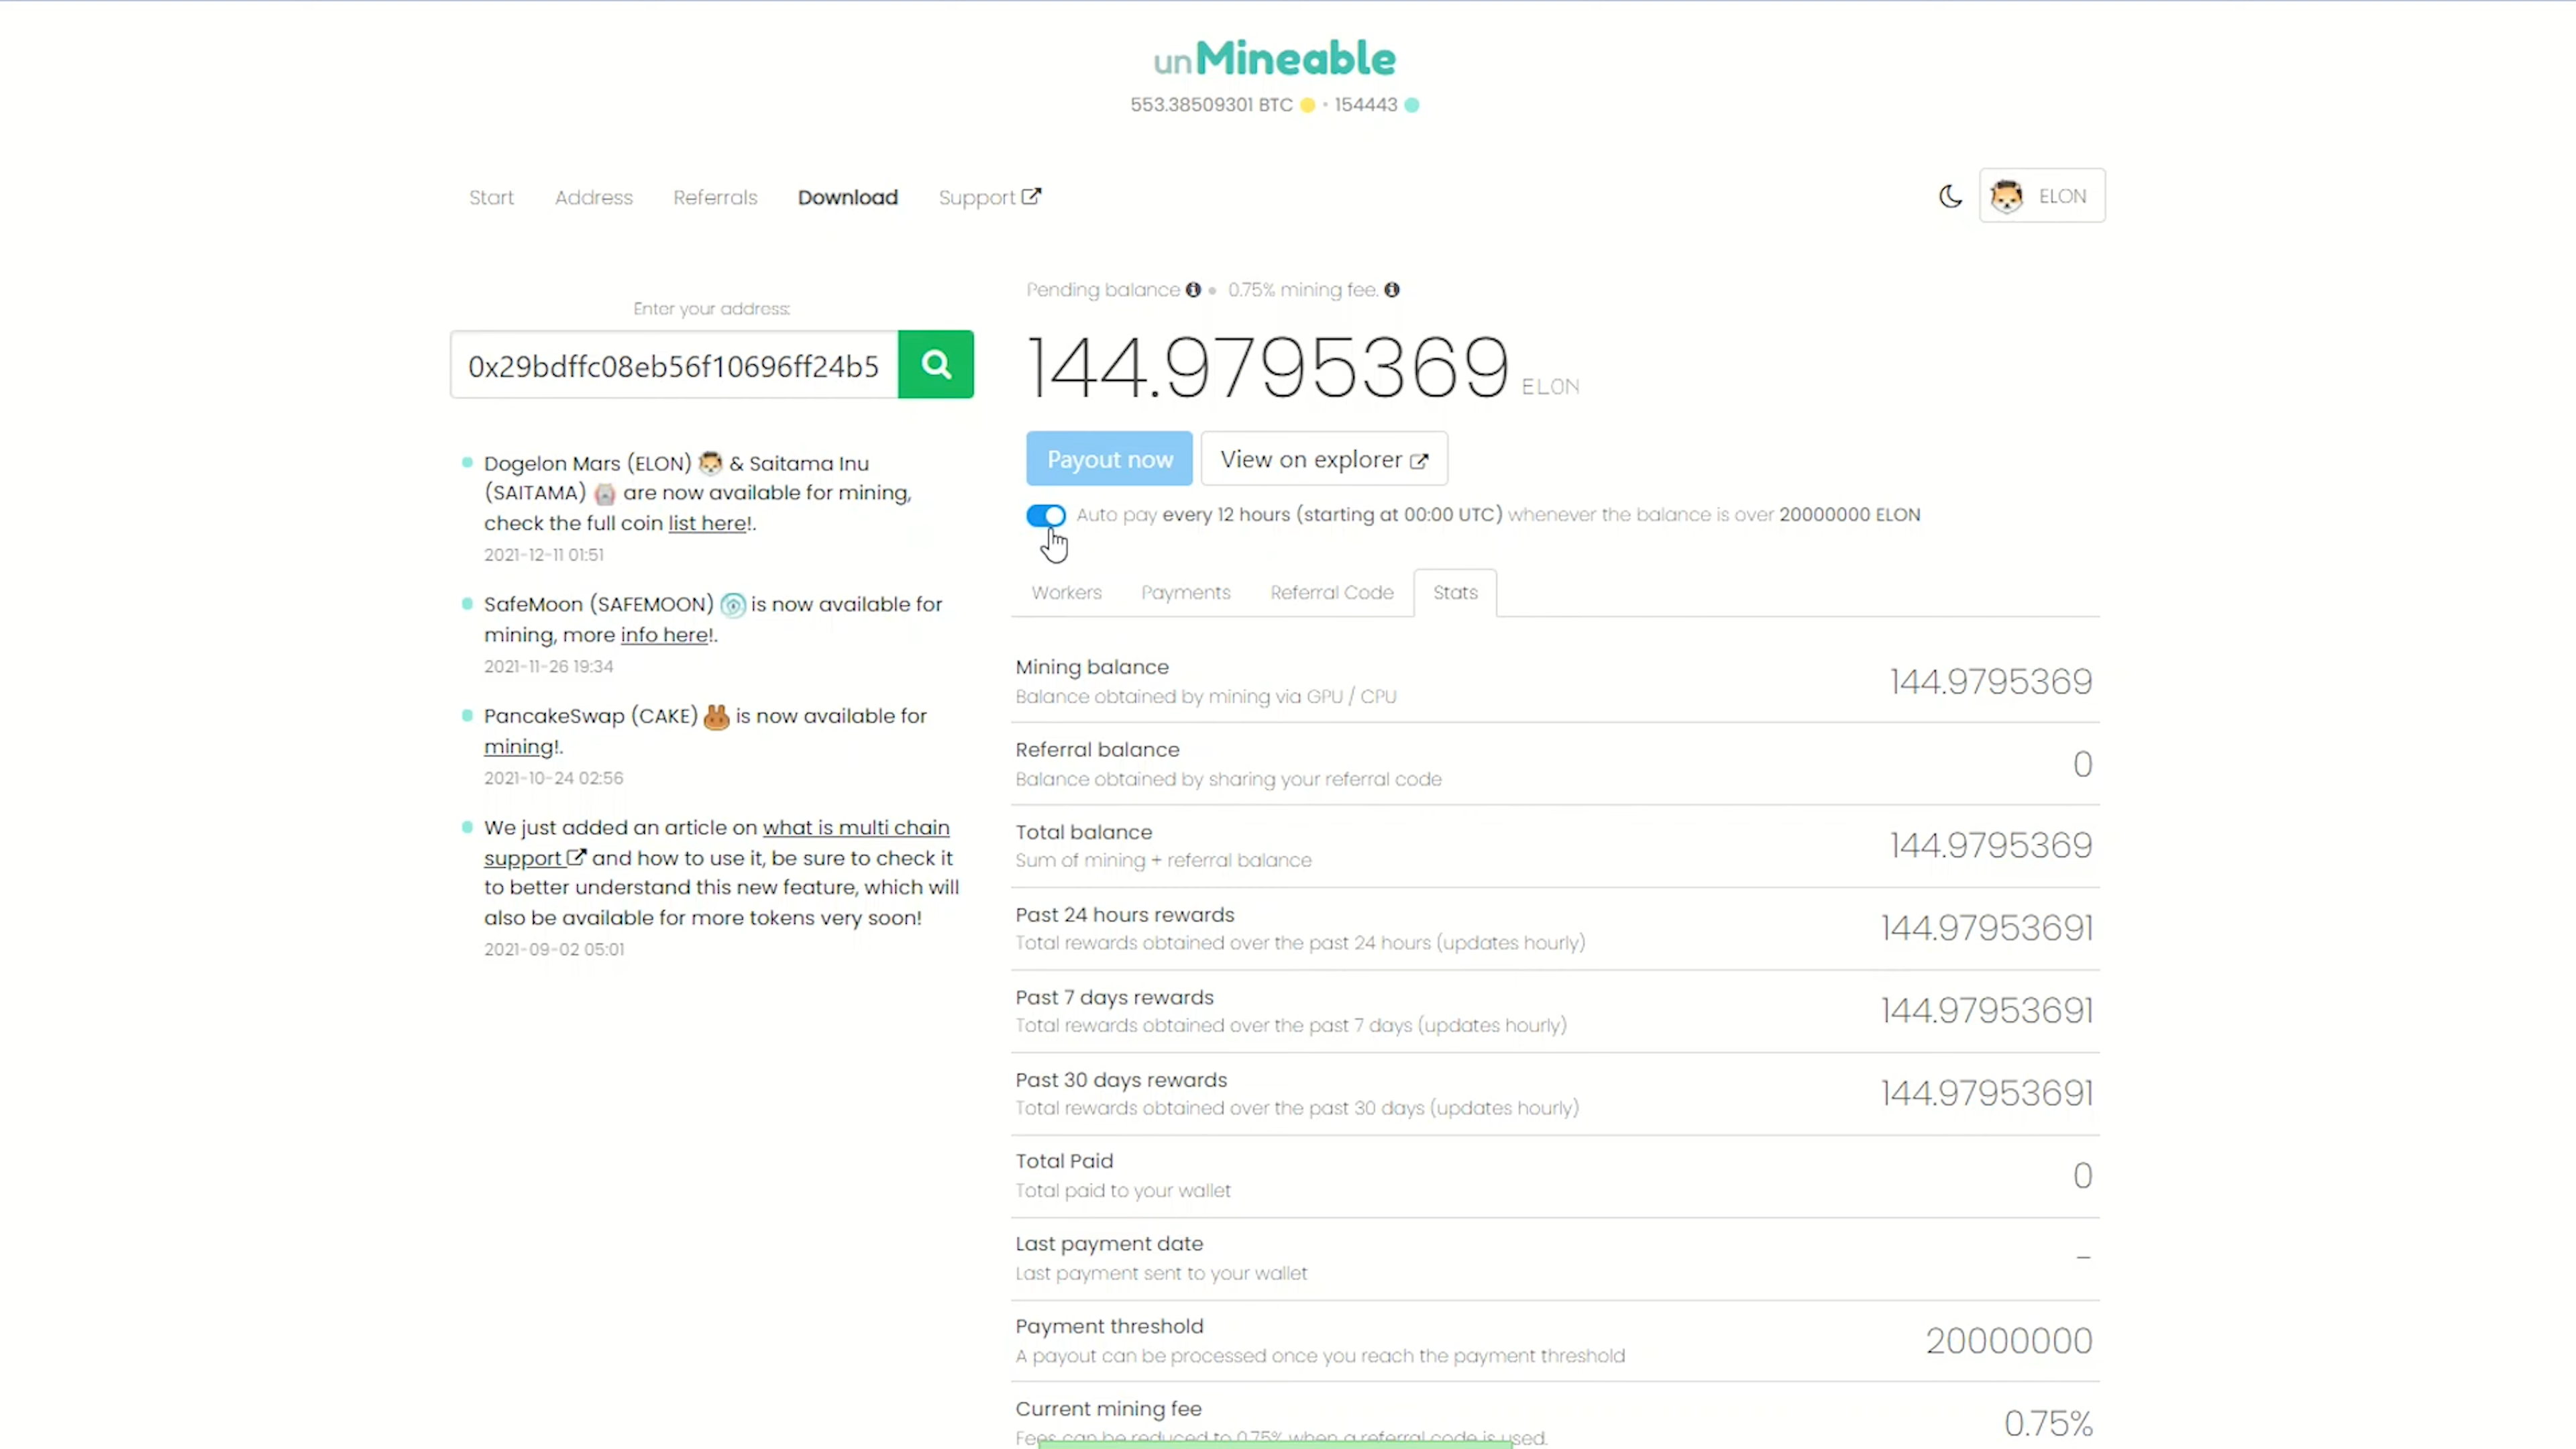 unMineable
553.38509301 BTC • 154443
Start Address Referrals Download Support
ELON
Enter your address:
0x29bdffc08eb56f10696ff24b5
Dogelon Mars (ELON) & Saitama Inu
(SAITAMA) are now available for mining,
check the full coin list here!.
2021-12-11 01:51
SafeMoon (SAFEMOON) is now available for
mining, more info here!.
2021-11-26 19:34
PancakeSwap (CAKE) is now available for
mining!.
2021-10-24 02:56
We just added an article on what is multi chain
support and how to use it, be sure to check it
to better understand this new feature, which will
also be available for more tokens very soon!
2021-09-02 05:01
Pending balance • 0.75% mining fee.
144.9795369 ELON
Payout now View on explorer
Auto pay every 12 hours (starting at 00:00 UTC) whenever the balance is over 20000000 ELON
Workers Payments Referral Code Stats
Mining balance
Balance obtained by mining via GPU / CPU
144.9795369
Referral balance
Balance obtained by sharing your referral code
0
Total balance
Sum of mining + referral balance
144.9795369
Past 24 hours rewards
Total rewards obtained over the past 24 hours (updates hourly)
144.97953691
Past 7 days rewards
Total rewards obtained over the past 7 days (updates hourly)
144.97953691
Past 30 days rewards
Total rewards obtained over the past 30 days (updates hourly)
144.97953691
Total Paid
Total paid to your wallet
0
Last payment date
Last payment sent to your wallet
–
Payment threshold
A payout can be processed once you reach the payment threshold
20000000
Current mining fee
Fees can be reduced to 0.75% when a referral code is used.
0.75%